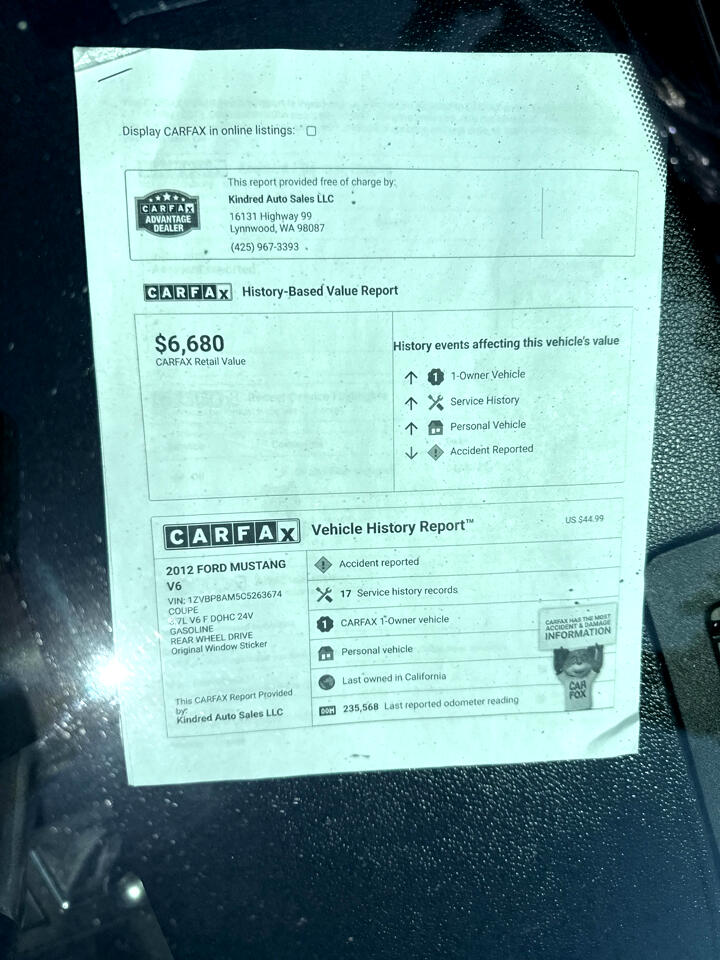 Display CARFAX in online listings:
This report provided free of charge by:
CARFAX
ADVANTAGE
DEALER
Kindred Auto Sales LLC
16131 Highway 99
Lynnwood, WA 98087
(425) 967-3393
CARFAX History-Based Value Report
$6,680
CARFAX Retail Value
History events affecting this vehicle's value
1 1-Owner Vehicle
Service History
Personal Vehicle
Accident Reported
CARFAX Vehicle History Report™
US $44.99
2012 FORD MUSTANG
V6
VIN: 1ZVBP8AM5C5263674
COUPE
3.7L V6 F DOHC 24V
GASOLINE
REAR WHEEL DRIVE
Original Window Sticker
This CARFAX Report Provided
by:
Kindred Auto Sales LLC
Accident reported
17 Service history records
1 CARFAX 1-Owner vehicle
Personal vehicle
Last owned in California
235,568 Last reported odometer reading
CARFAX HAS THE MOST
ACCIDENT & DAMAGE
INFORMATION
CAR
FOX